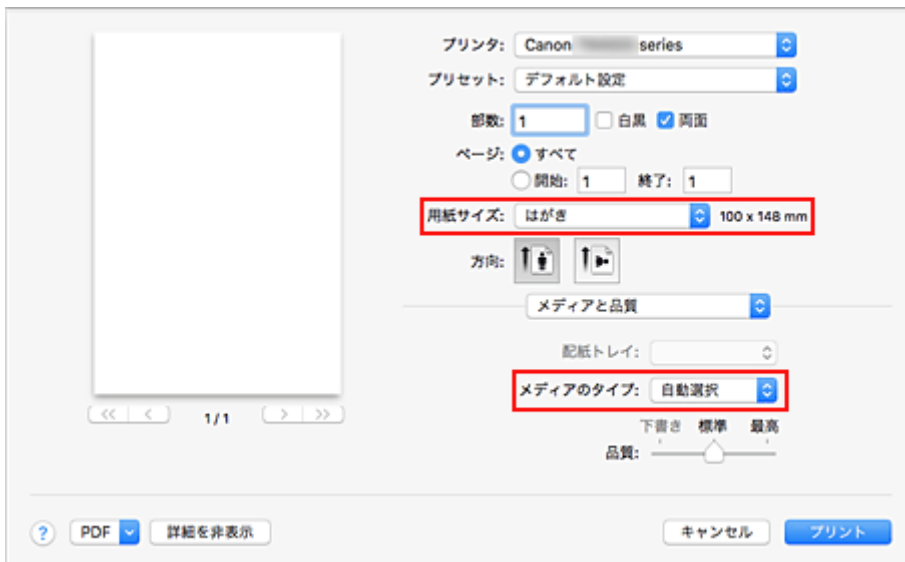 プリンタ: Canon series
プリセット: デフォルト設定
部数: 1 白黒 両面
ページ: すべて
開始: 1 終了: 1
用紙サイズ: はがき 100 x 148 mm
方向:
メディアと品質
配紙トレイ:
メディアのタイプ: 自動選択
下書き 標準 最高
品質:
<< < 1/1 > >>
? PDF 詳細を非表示 キャンセル プリント